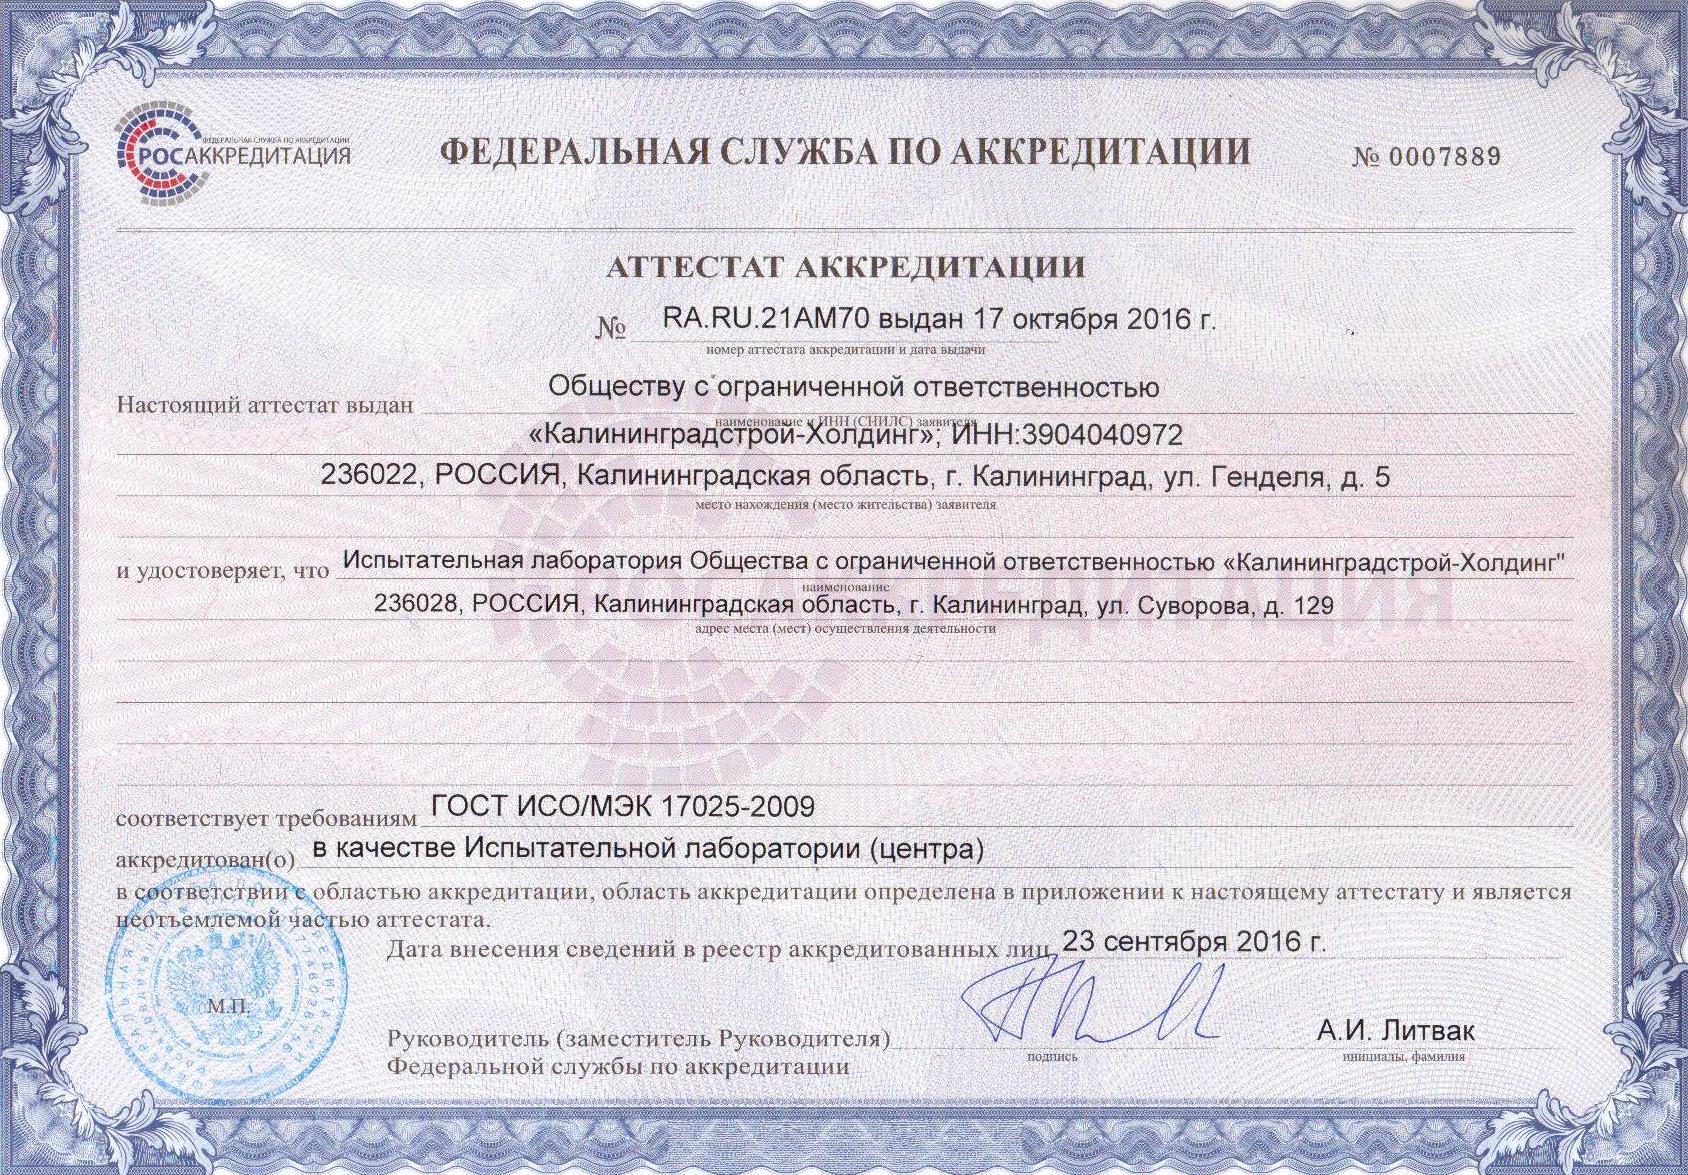 ФЕДЕРАЛЬНАЯ СЛУЖБА ПО АККРЕДИТАЦИИ
РОСАККРЕДИТАЦИЯ
ФЕДЕРАЛЬНАЯ СЛУЖБА ПО АККРЕДИТАЦИИ
№ 0007889
АТТЕСТАТ АККРЕДИТАЦИИ
№ RA.RU.21АМ70 выдан 17 октября 2016 г.
номер аттестата аккредитации и дата выдачи
Настоящий аттестат выдан Обществу с ограниченной ответственностью
наименование и ИНН (СНИЛС) заявителя
«Калининградстрой-Холдинг»; ИНН:3904040972
236022, РОССИЯ, Калининградская область, г. Калининград, ул. Генделя, д. 5
место нахождения (место жительства) заявителя
и удостоверяет, что Испытательная лаборатория Общества с ограниченной ответственностью «Калининградстрой-Холдинг"
наименование
236028, РОССИЯ, Калининградская область, г. Калининград, ул. Суворова, д. 129
адрес места (мест) осуществления деятельности
РОСАККРЕДИТАЦИЯ
соответствует требованиям ГОСТ ИСО/МЭК 17025-2009
аккредитован(о) в качестве Испытательной лаборатории (центра)
в соответствии с областью аккредитации, область аккредитации определена в приложении к настоящему аттестату и является
неотъемлемой частью аттестата.
Дата внесения сведений в реестр аккредитованных лиц 23 сентября 2016 г.
М.П.
Руководитель (заместитель Руководителя)
Федеральной службы по аккредитации
подпись
А.И. Литвак
инициалы, фамилия